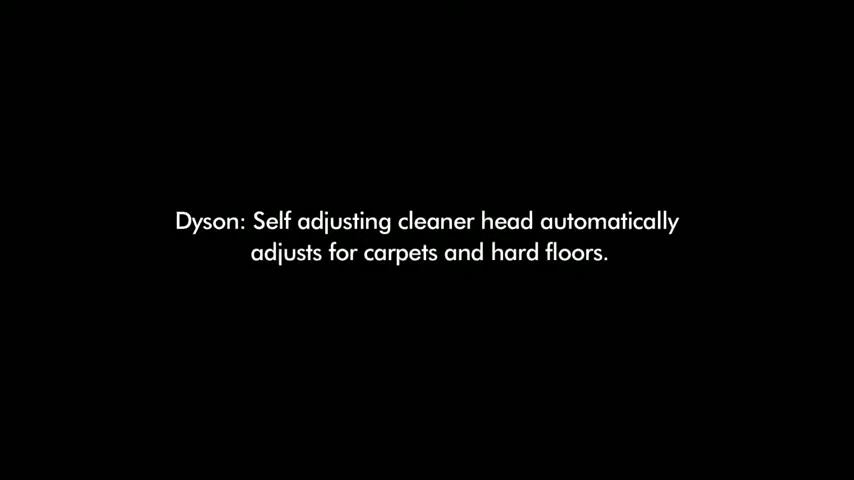 Dyson: Self adjusting cleaner head automatically
adjusts for carpets and hard floors.